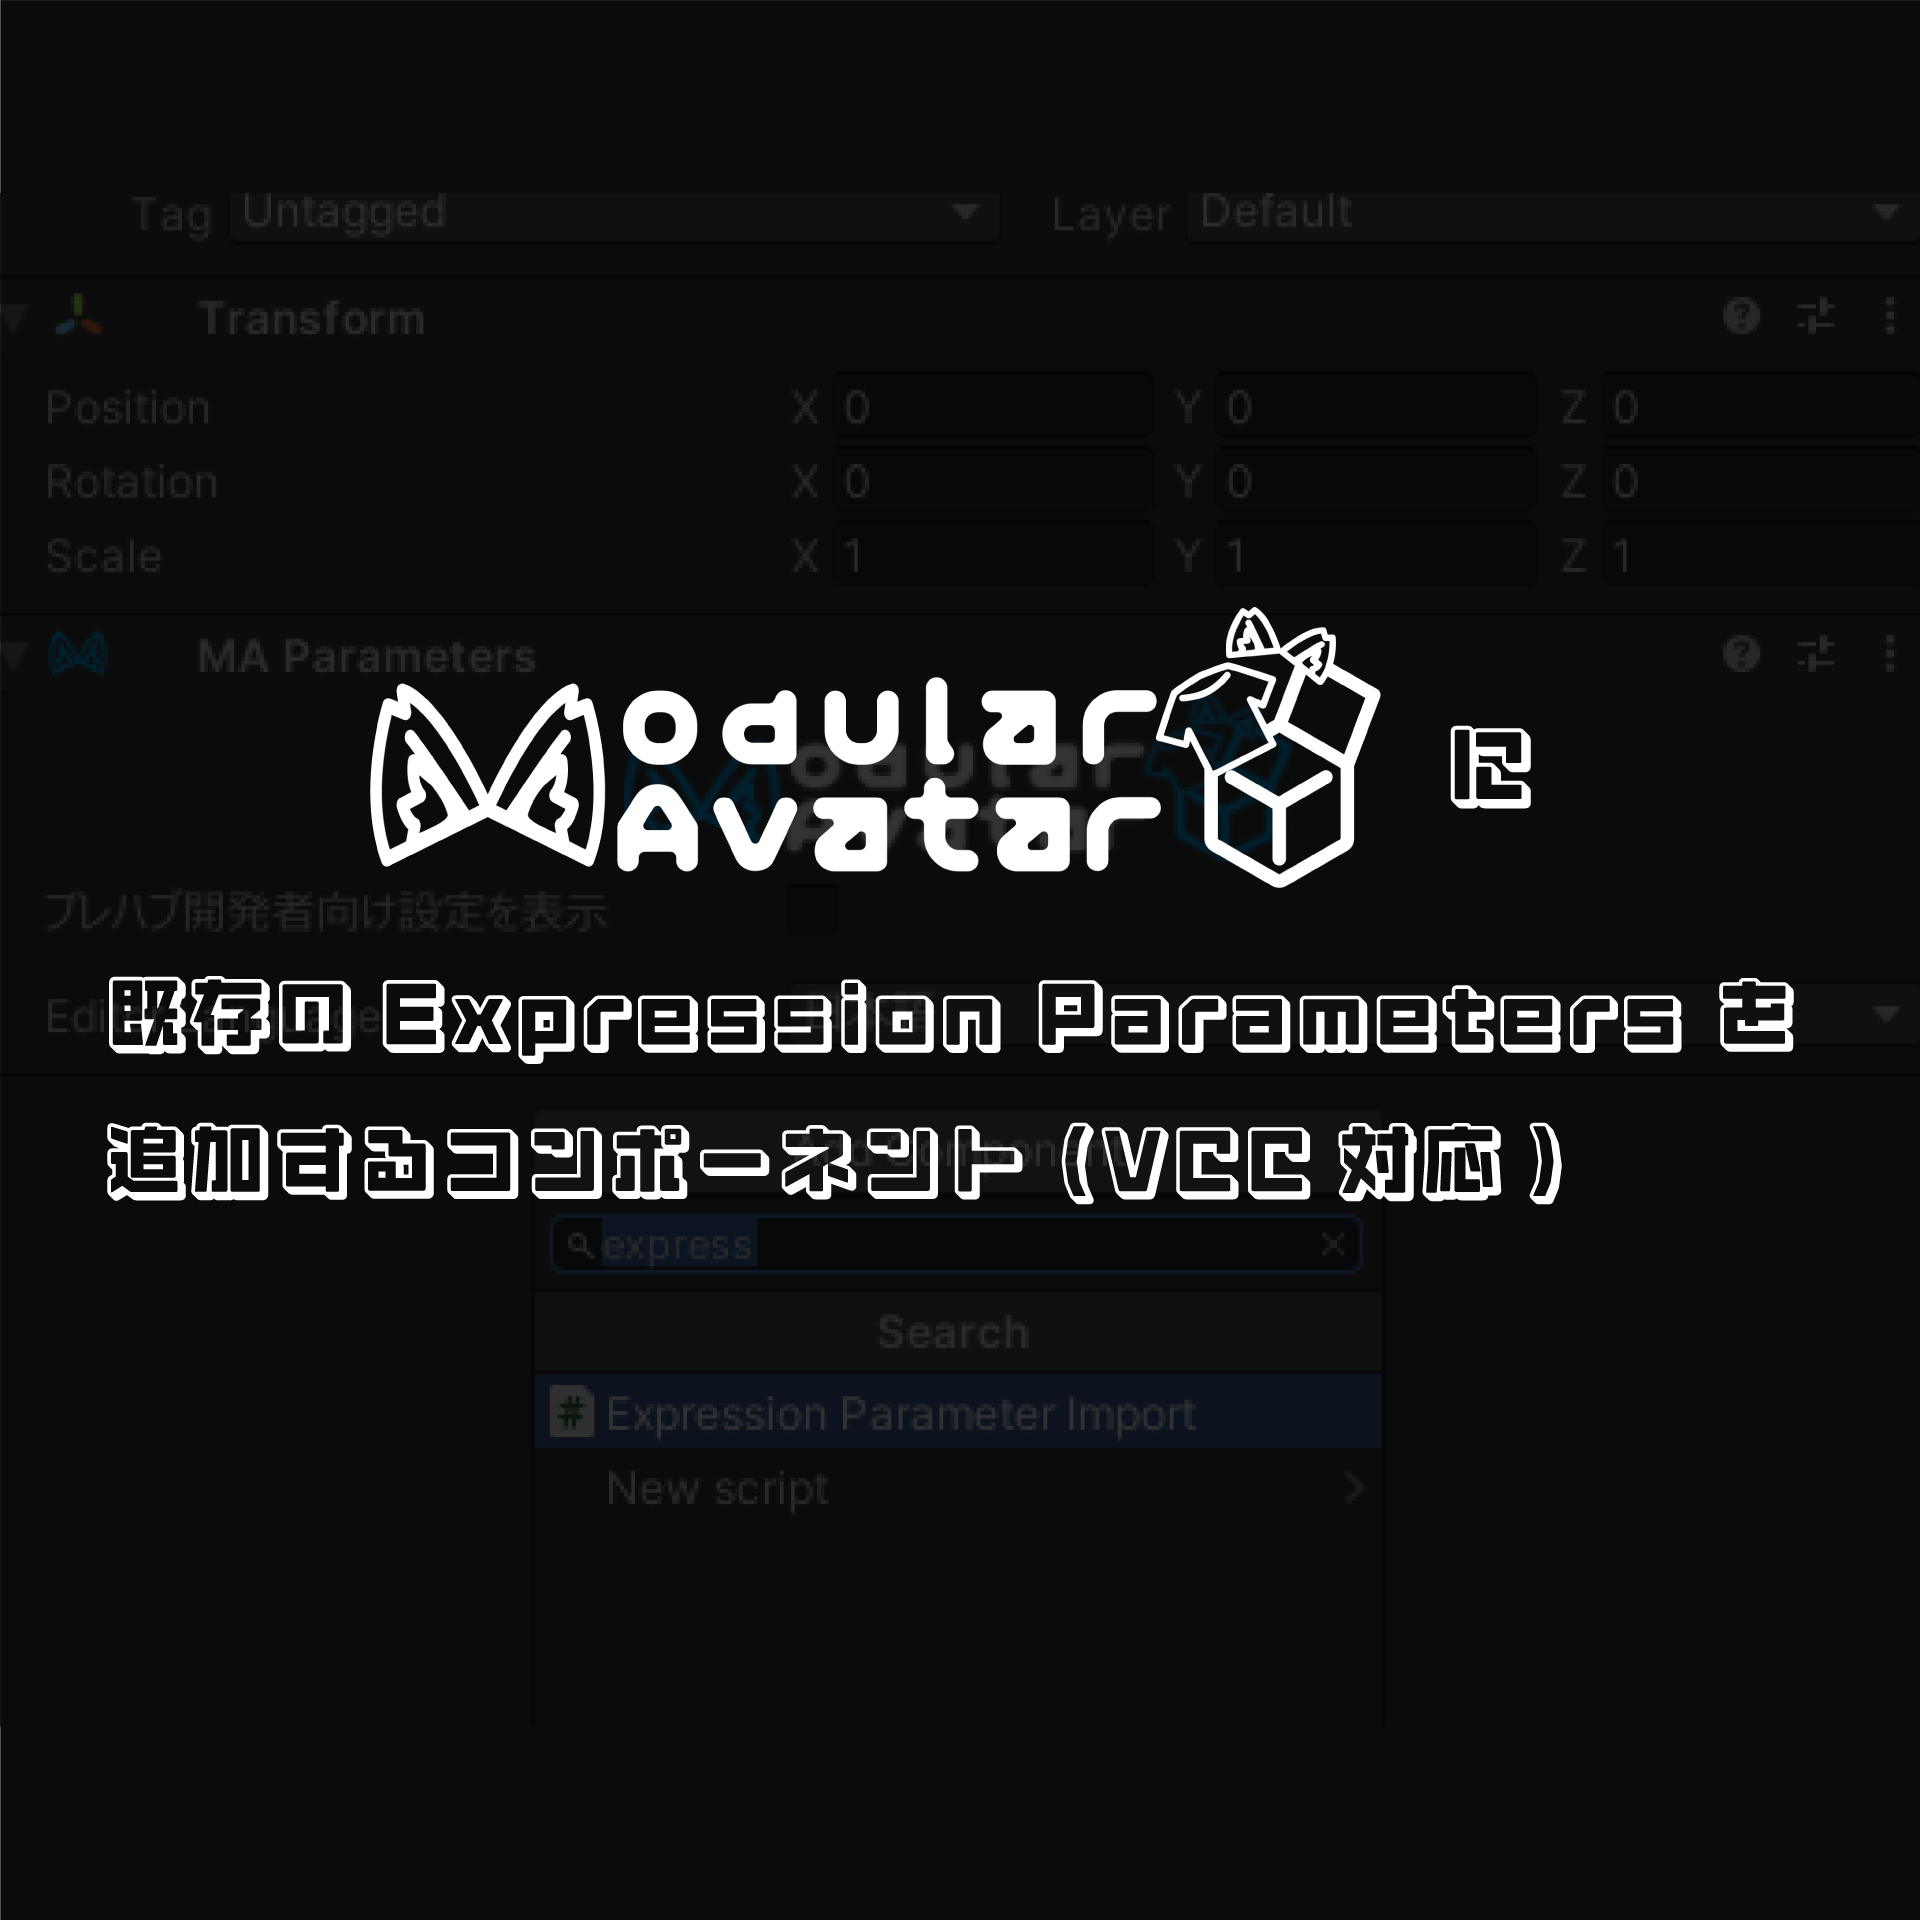 Tag Untagged Layer Default
Transform
Position X 0 Y 0 Z 0
Rotation X 0 Y 0 Z 0
Scale X 1 Y 1 Z 1
MA Parameters
Modular に
Avatar
Modular
Avatar
プレハブ開発者向け設定を表示
既存の Expression Parameters を
追加するコンポーネント (VCC 対応 )
express
Search
Expression Parameter Import
New script